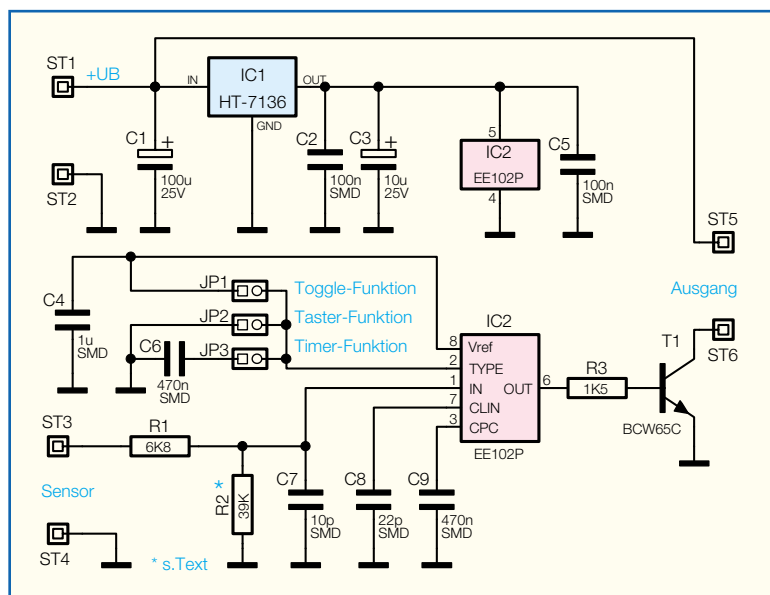 ST1
+UB
IN
IC1
HT-7136
OUT
GND
C1
+
100u
25V
C2
100n
SMD
C3
+
10u
25V
5
IC2
EE102P
4
C5
100n
SMD
ST2
ST5
Ausgang
ST6
C4
1u
SMD
JP1
Toggle-Funktion
JP2
Taster-Funktion
C6
470n
SMD
JP3
Timer-Funktion
IC2
8
Vref
2
TYPE
1
IN
OUT
6
7
CLIN
3
CPC
EE102P
R3
1K5
T1
BCW65C
ST3
R1
6K8
Sensor
*
R2
39K
C7
10p
SMD
C8
22p
SMD
C9
470n
SMD
ST4
* s.Text